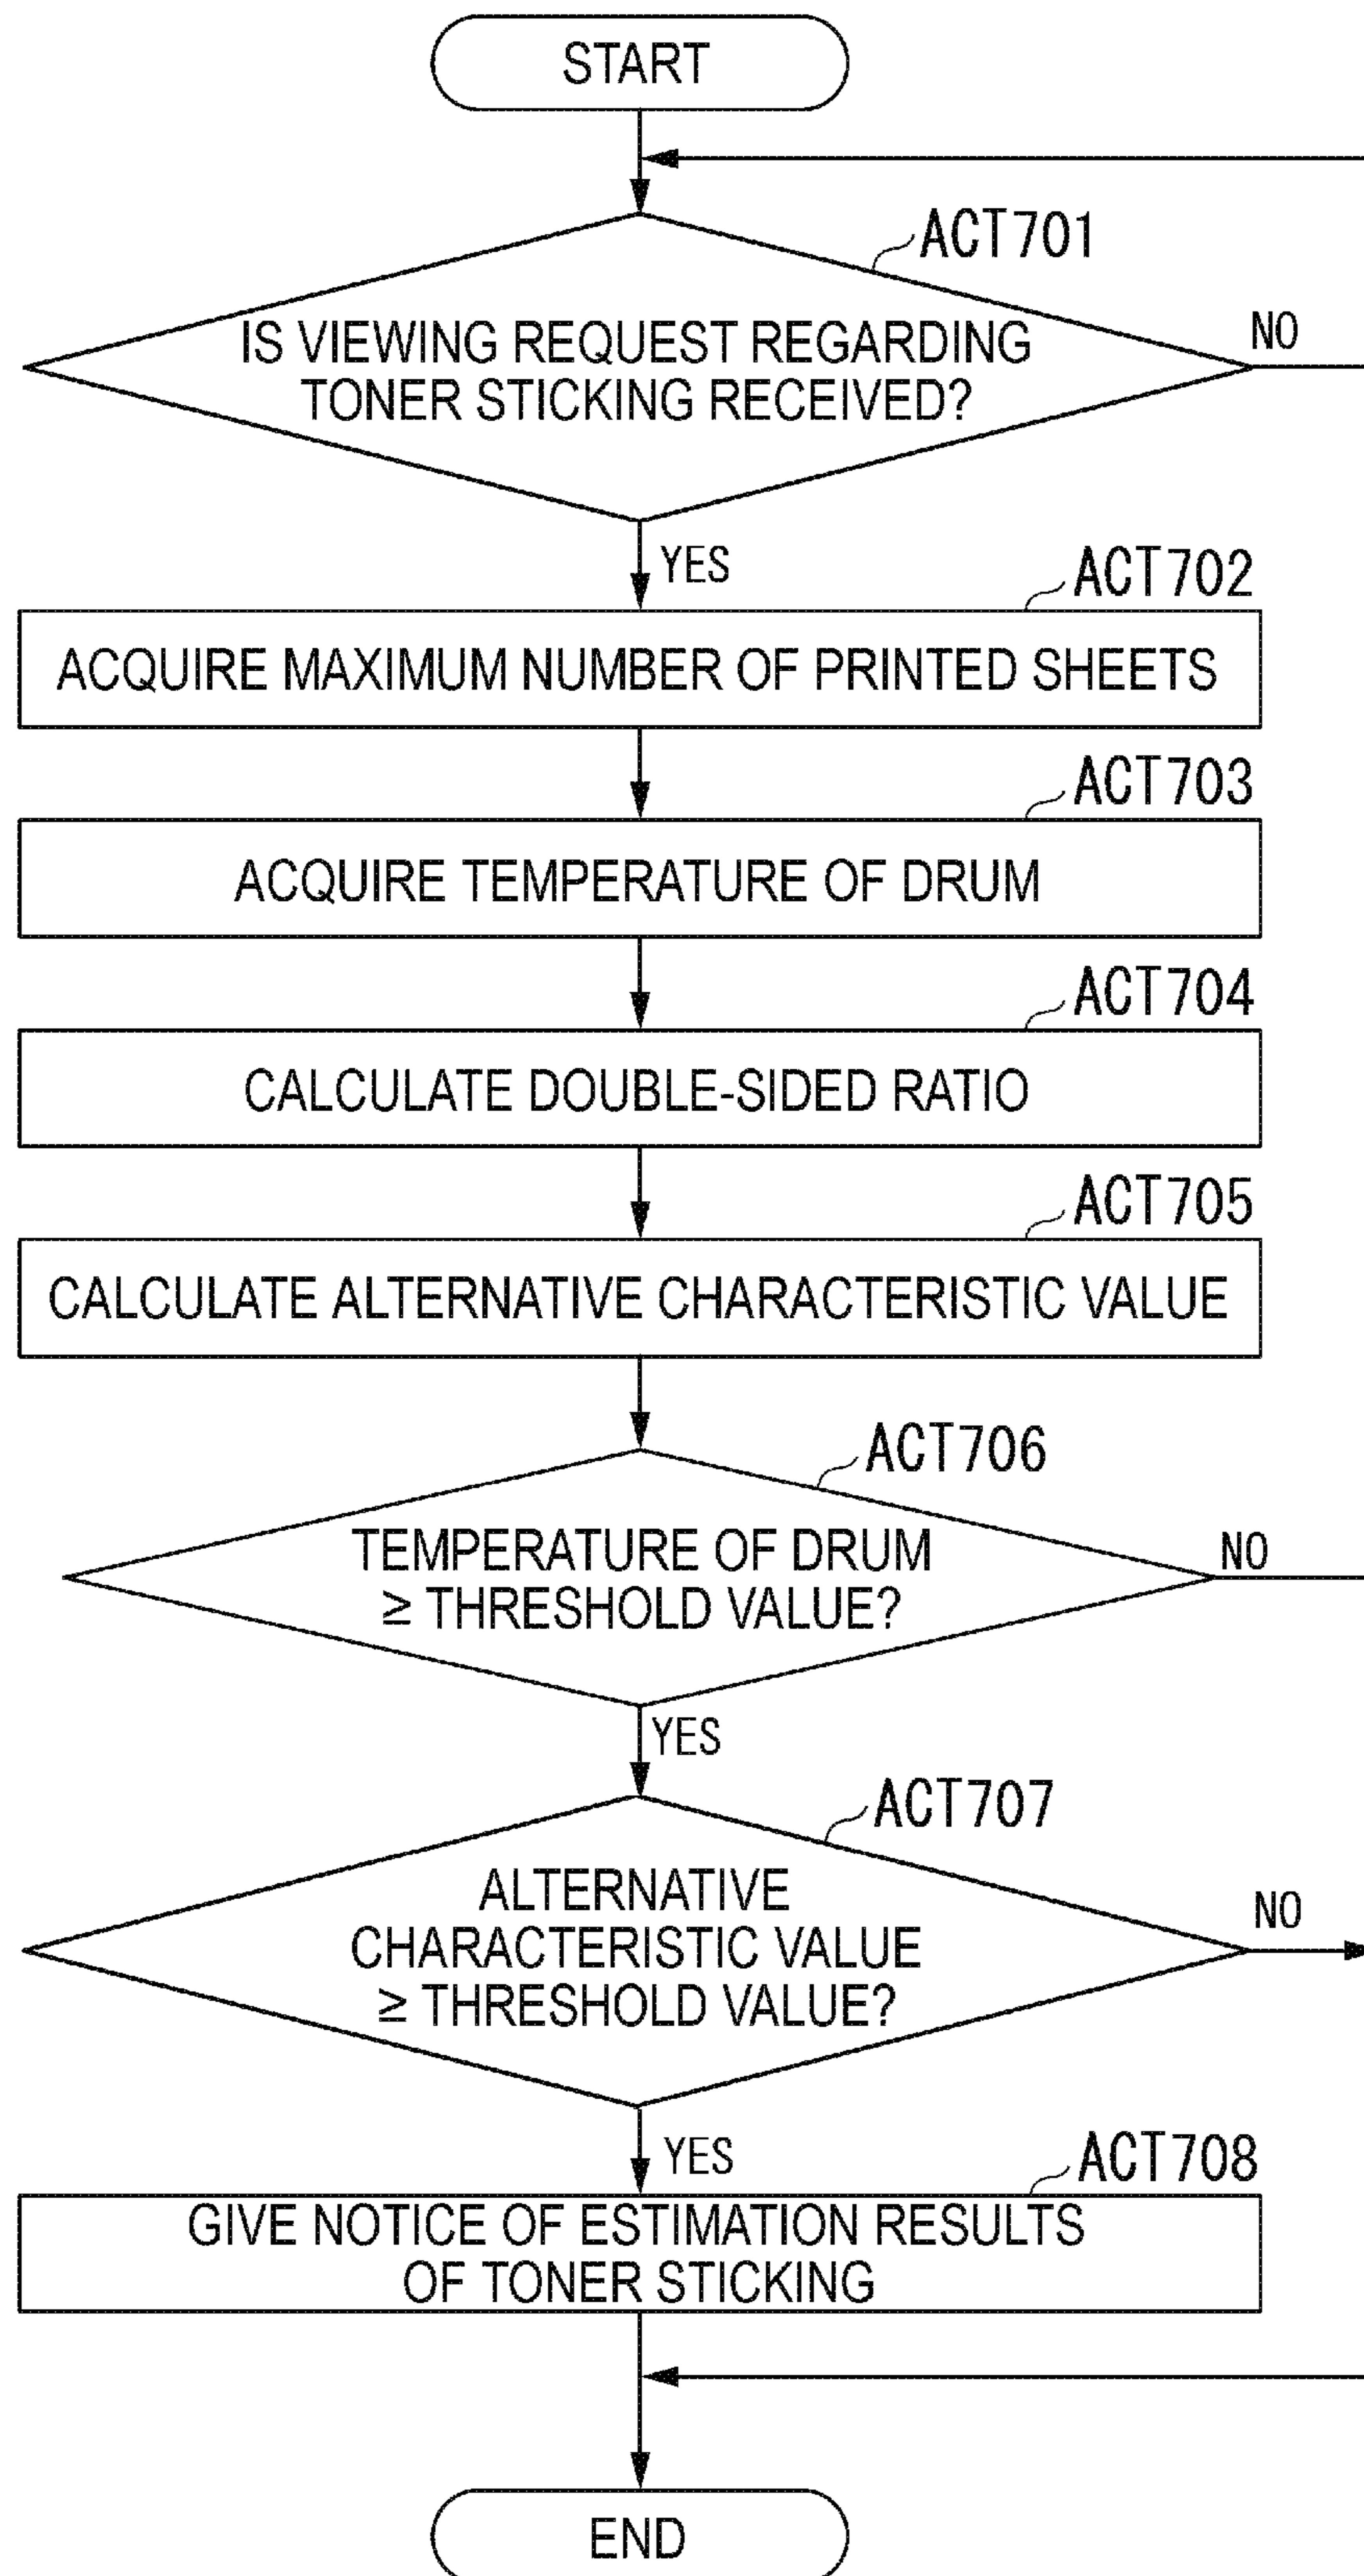 START
ACT701
IS VIEWING REQUEST REGARDING
TONER STICKING RECEIVED?
NO
YES
ACT702
ACQUIRE MAXIMUM NUMBER OF PRINTED SHEETS
ACT703
ACQUIRE TEMPERATURE OF DRUM
ACT704
CALCULATE DOUBLE-SIDED RATIO
ACT705
CALCULATE ALTERNATIVE CHARACTERISTIC VALUE
ACT706
TEMPERATURE OF DRUM
≥ THRESHOLD VALUE?
NO
YES
ACT707
ALTERNATIVE
CHARACTERISTIC VALUE
≥ THRESHOLD VALUE?
NO
YES
ACT708
GIVE NOTICE OF ESTIMATION RESULTS
OF TONER STICKING
END